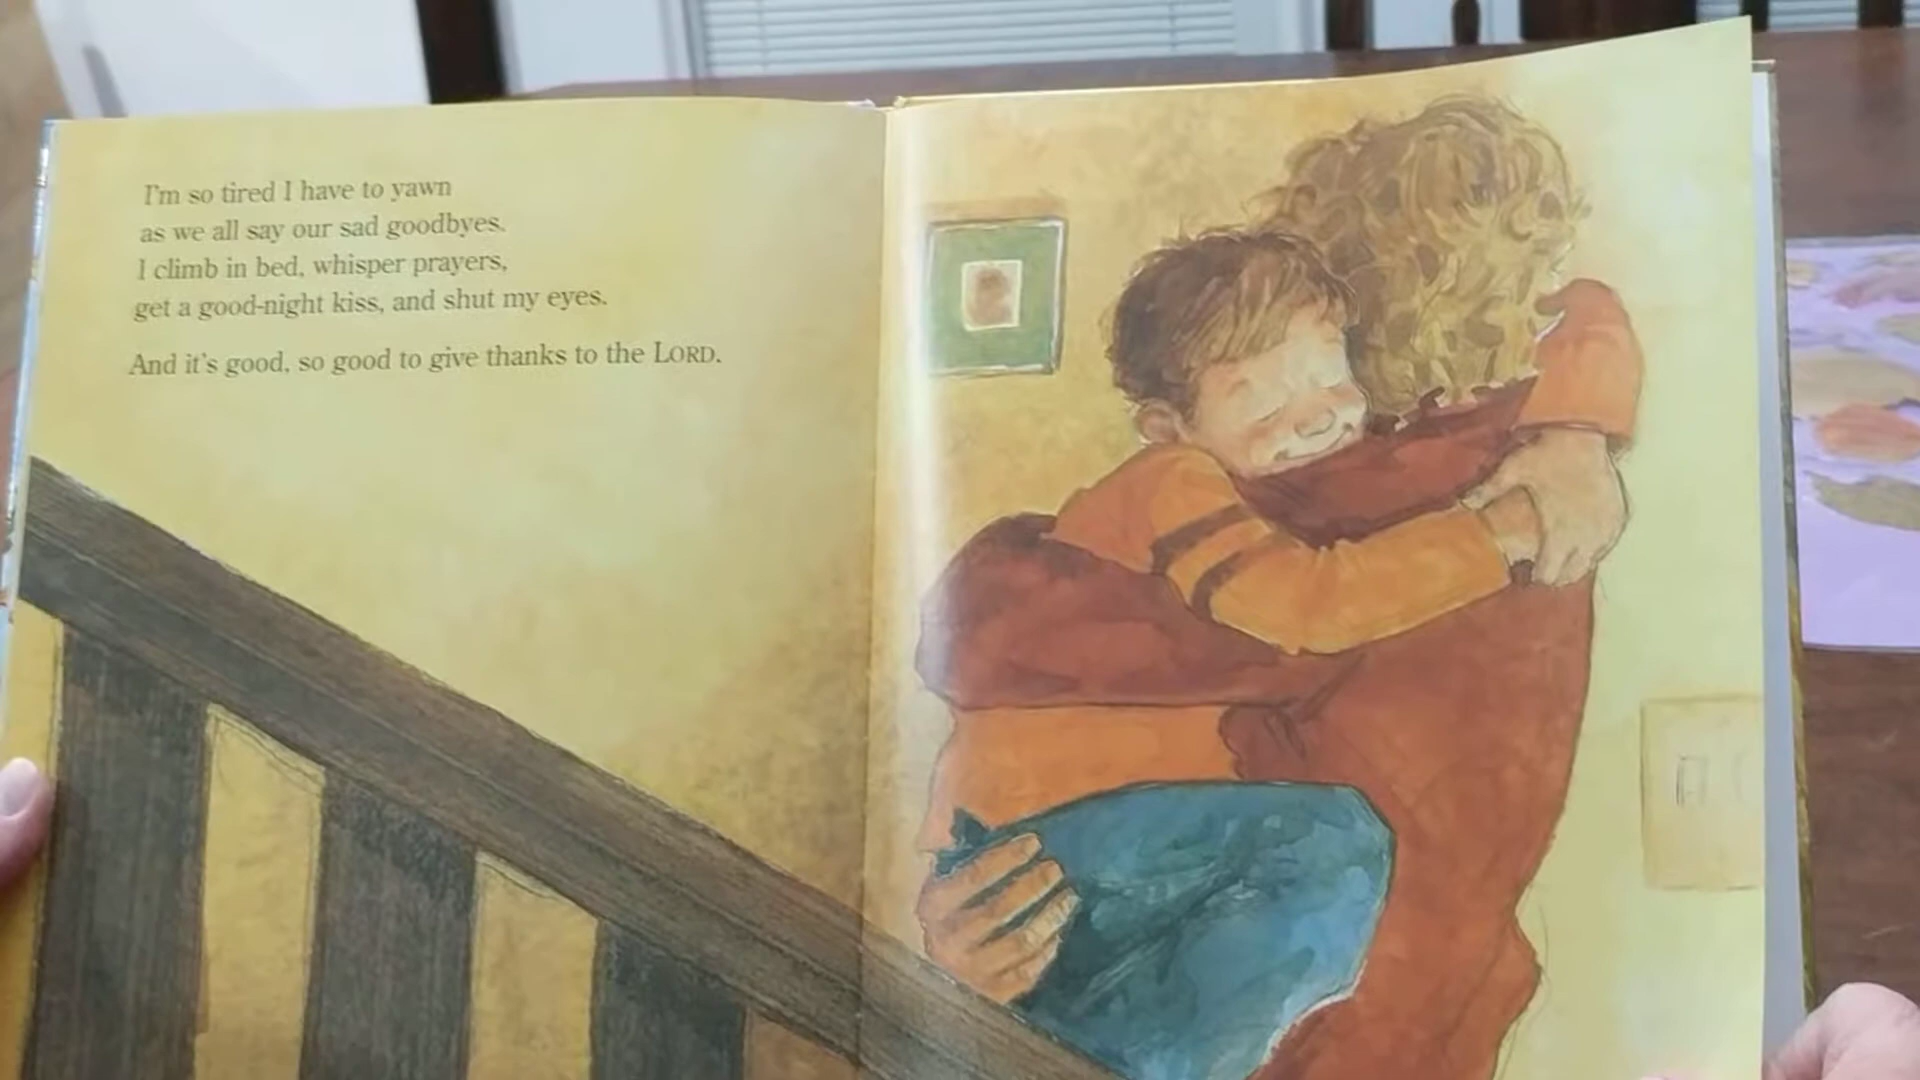 I'm so tired I have to yawn
as we all say our sad goodbyes.
I climb in bed, whisper prayers,
get a good-night kiss, and shut my eyes.
And it's good, so good to give thanks to the LORD.